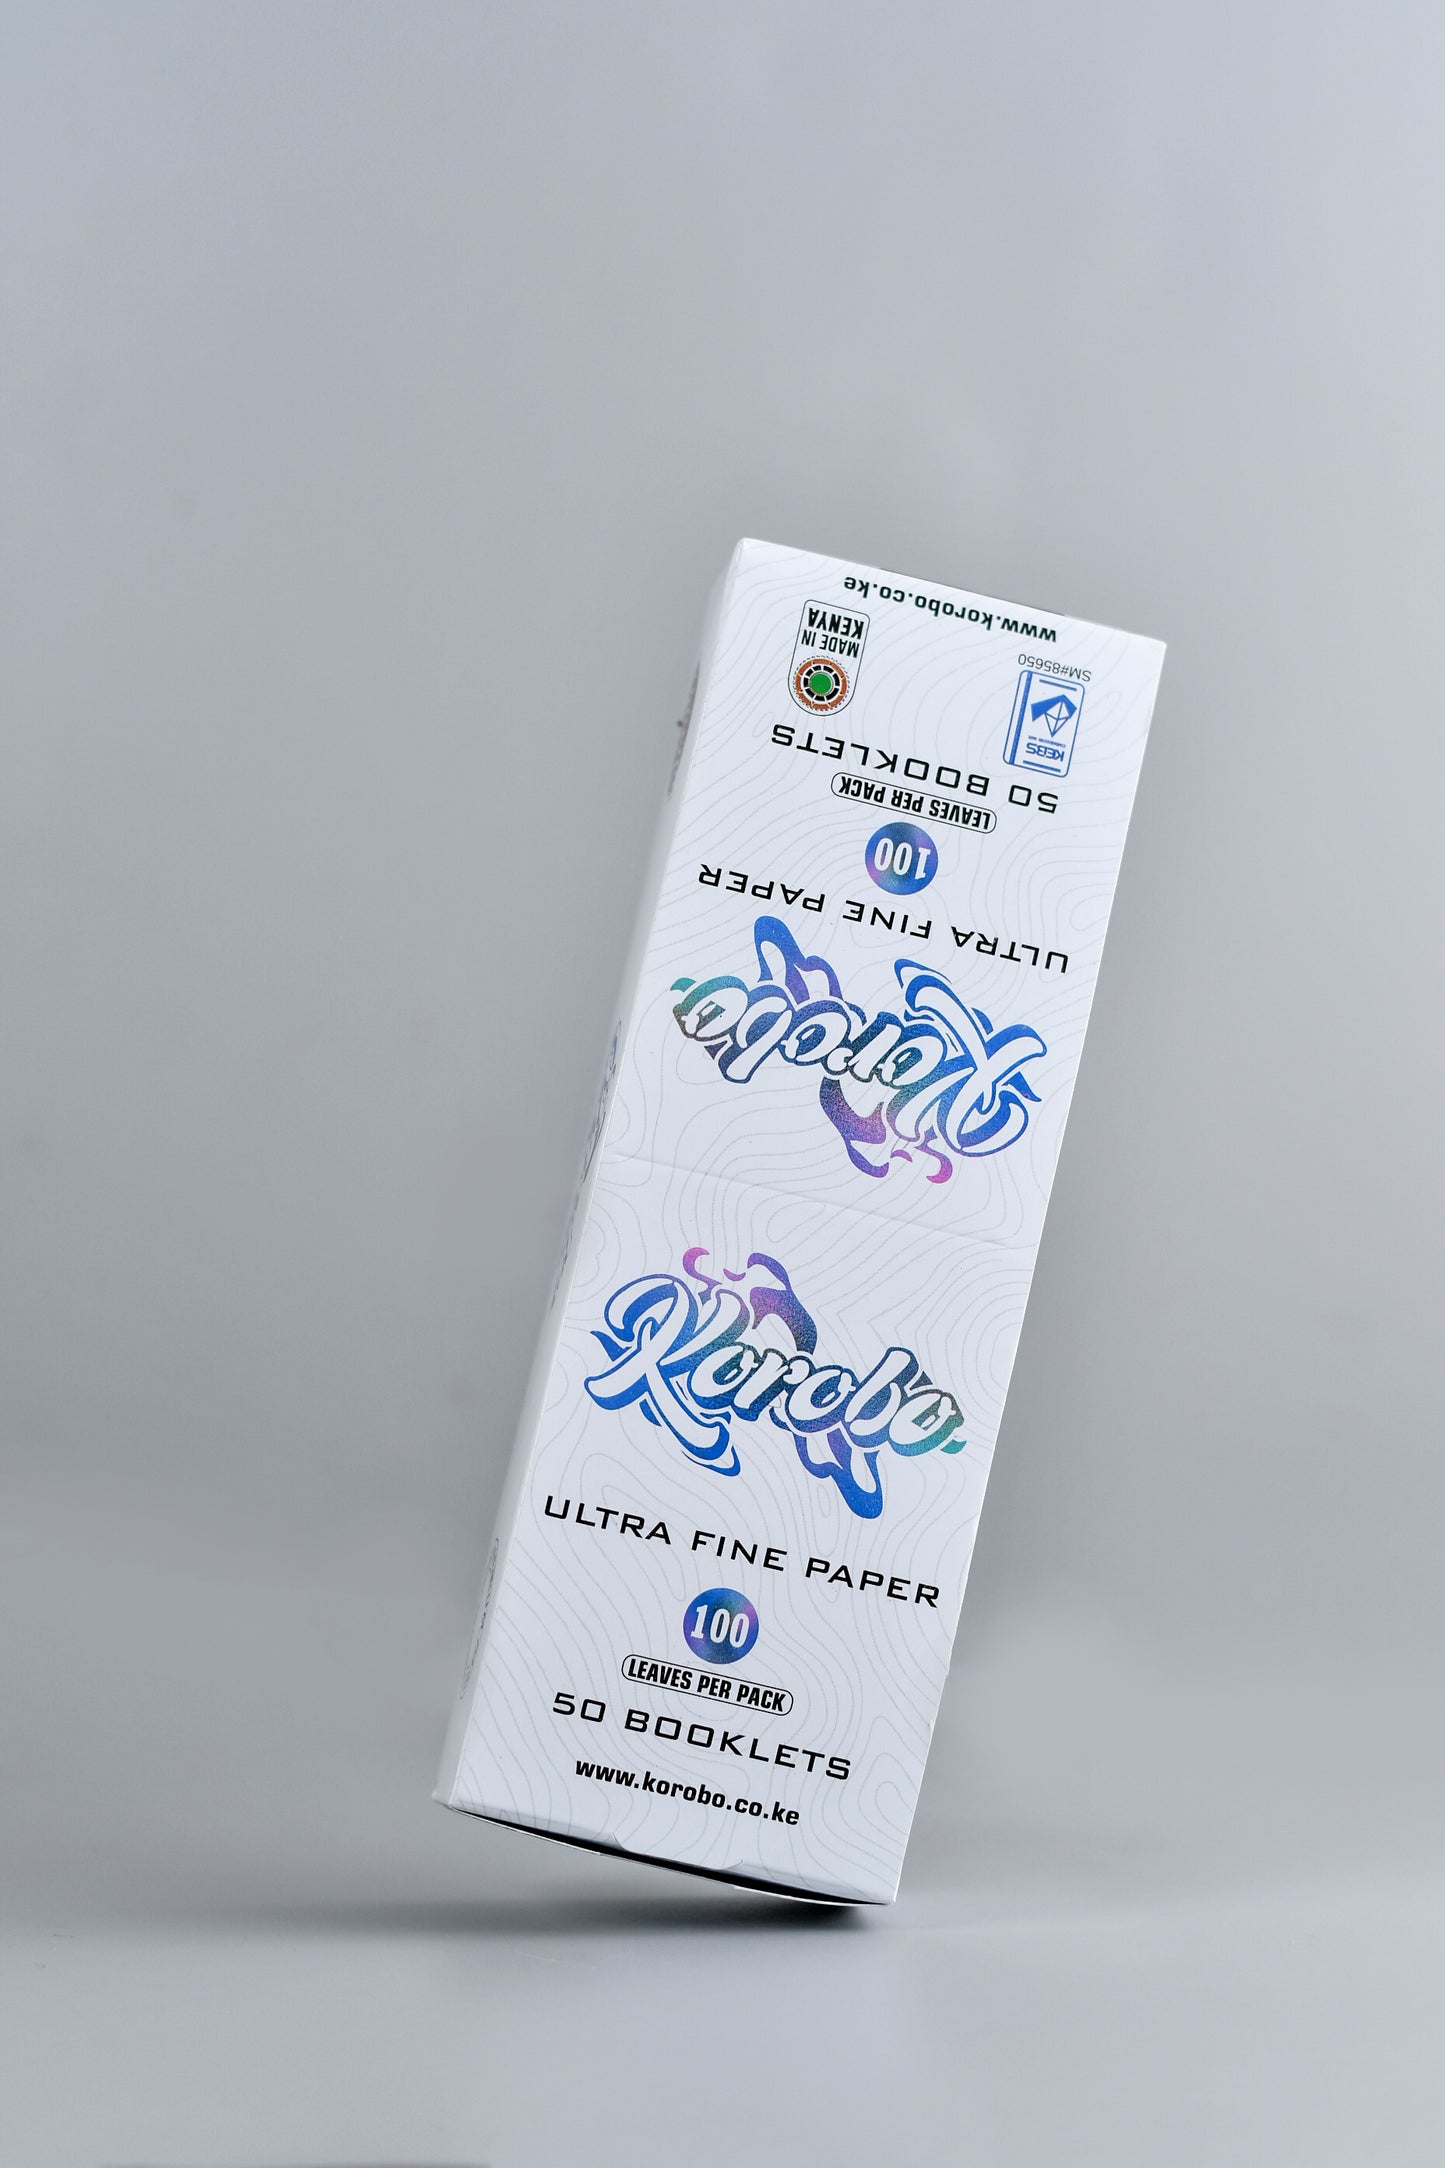 www.korobo.co.ke
MADE IN
KENYA
SM#85650
KEBS
50 BOOKLETS
LEAVES PER PACK
100
ULTRA FINE PAPER
Korobo
Korobo
ULTRA FINE PAPER
100
LEAVES PER PACK
50 BOOKLETS
www.korobo.co.ke